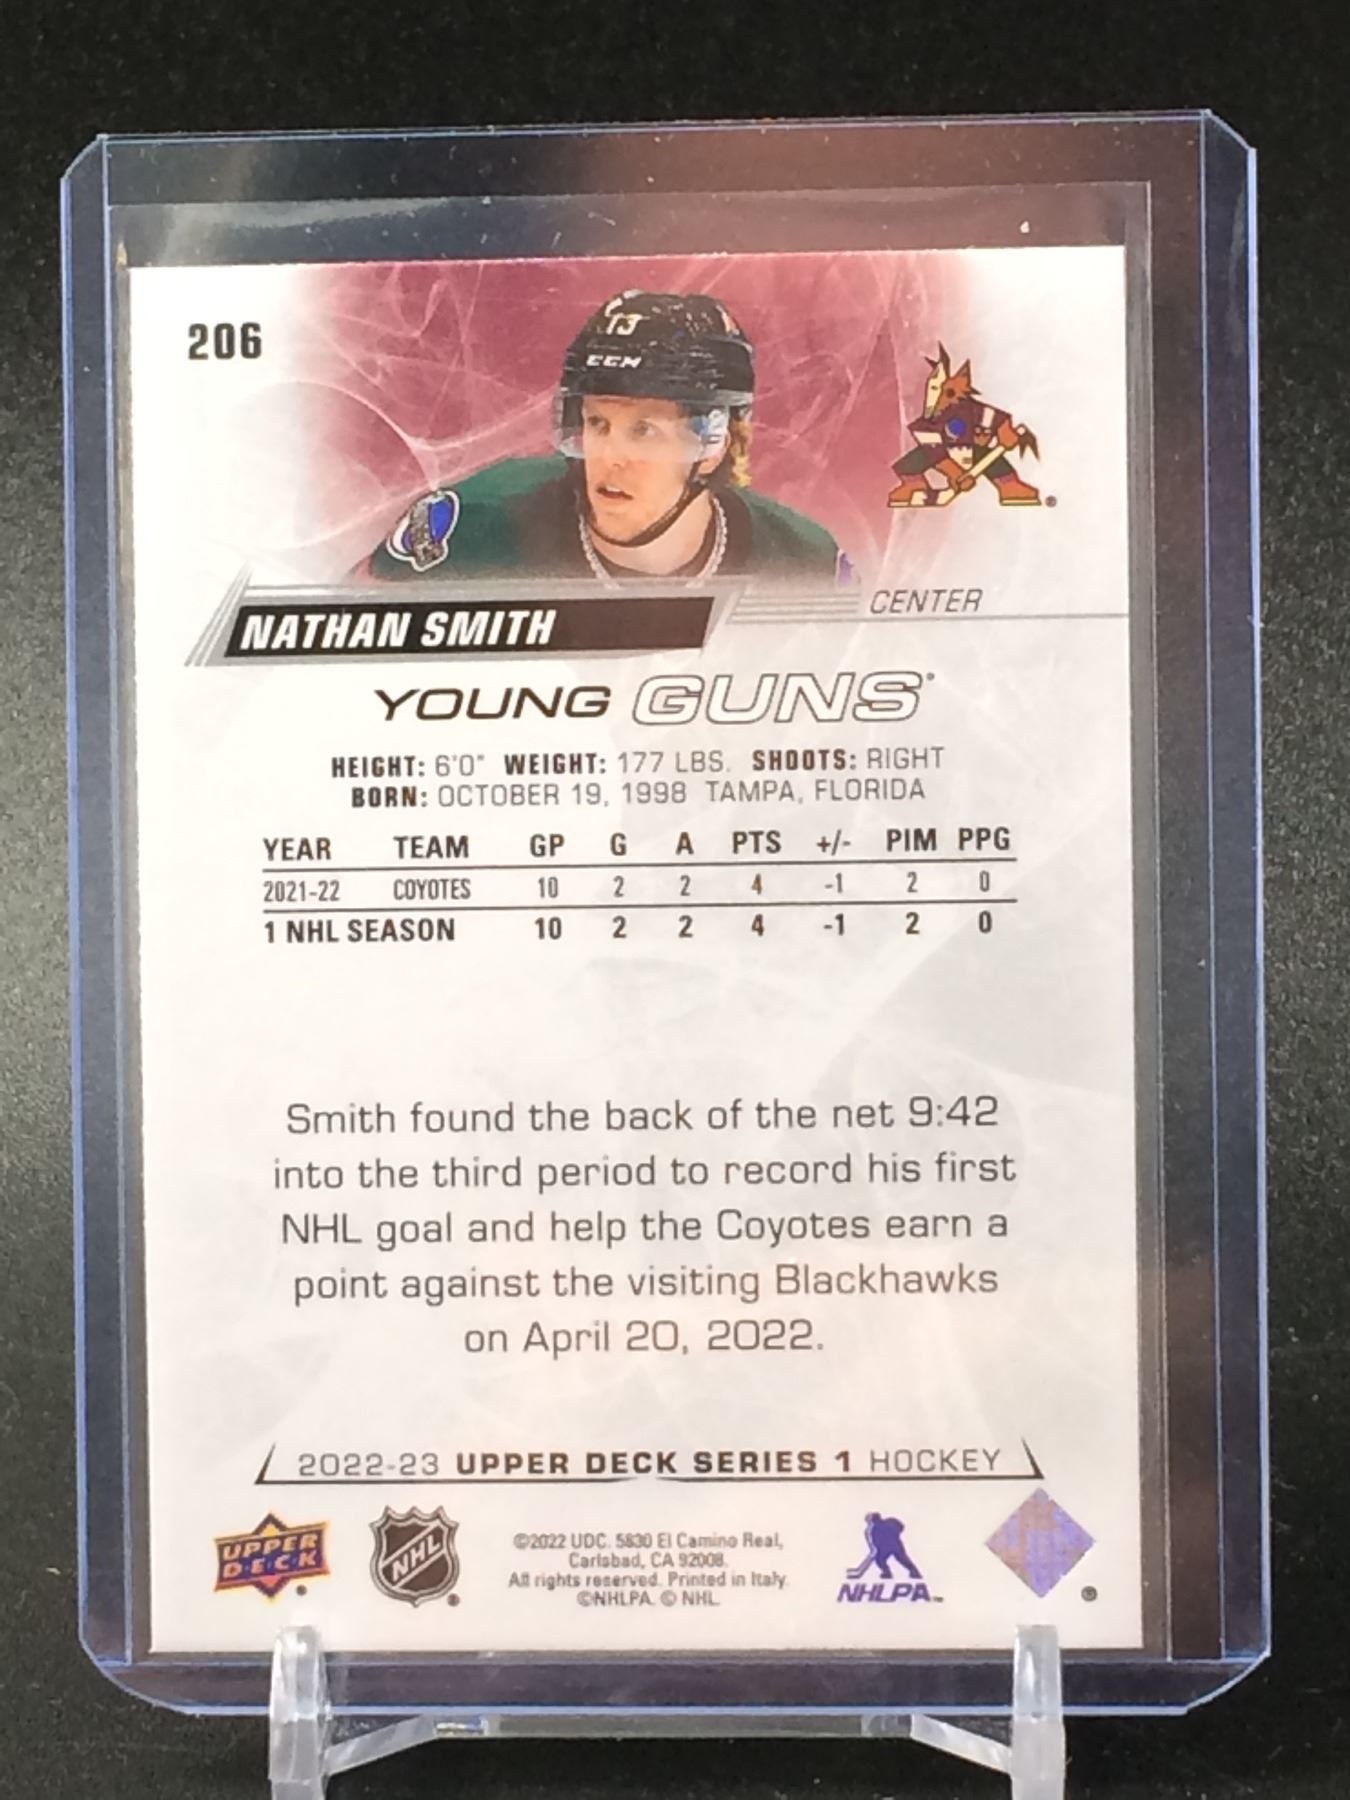 206
13
CCM
CENTER
NATHAN SMITH
YOUNG GUNS®
HEIGHT: 6'0" WEIGHT: 177 LBS. SHOOTS: RIGHT
BORN: OCTOBER 19, 1998 TAMPA, FLORIDA
YEAR TEAM GP G A PTS +/- PIM PPG
2021-22 COYOTES 10 2 2 4 -1 2 0
1 NHL SEASON 10 2 2 4 -1 2 0
Smith found the back of the net 9:42
into the third period to record his first
NHL goal and help the Coyotes earn a
point against the visiting Blackhawks
on April 20, 2022.
2022-23 UPPER DECK SERIES 1 HOCKEY
UPPER
DECK
NHL
©2022 UDC. 5830 El Camino Real,
Carlsbad, CA 92008.
All rights reserved. Printed in Italy.
©NHLPA. © NHL.
NHLPA™